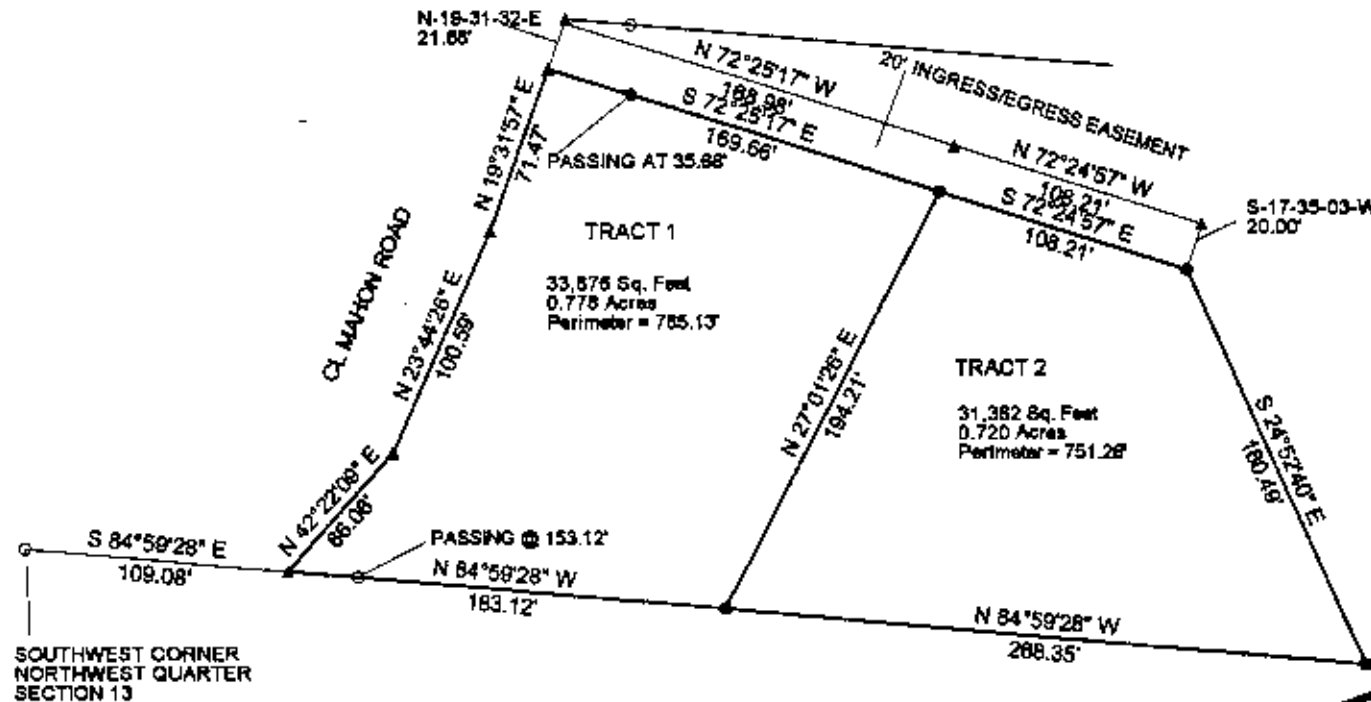 N-19-31-32-E
21.66'
N 72°25'17" W
168.98'
S 72°25'17" E
169.66'
20' INGRESS/EGRESS EASEMENT
N 72°24'57" W
108.21'
S 72°24'57" E
108.21'
S-17-35-03-W
20.00'
N 19°31'57" E
71.47'
PASSING AT 35.66'
CL MAHON ROAD
TRACT 1
33,876 Sq. Feet
0.778 Acres
Perimeter = 785.13'
N 23°44'26" E
100.59'
N 27°01'26" E
194.21'
TRACT 2
31,382 Sq. Feet
0.720 Acres
Perimeter = 751.26'
S 24°52'40" E
180.49'
N 42°22'09" E
66.06'
S 84°59'28" E
109.08'
PASSING @ 153.12'
N 84°59'28" W
183.12'
N 84°59'28" W
268.35'
SOUTHWEST CORNER
NORTHWEST QUARTER
SECTION 13